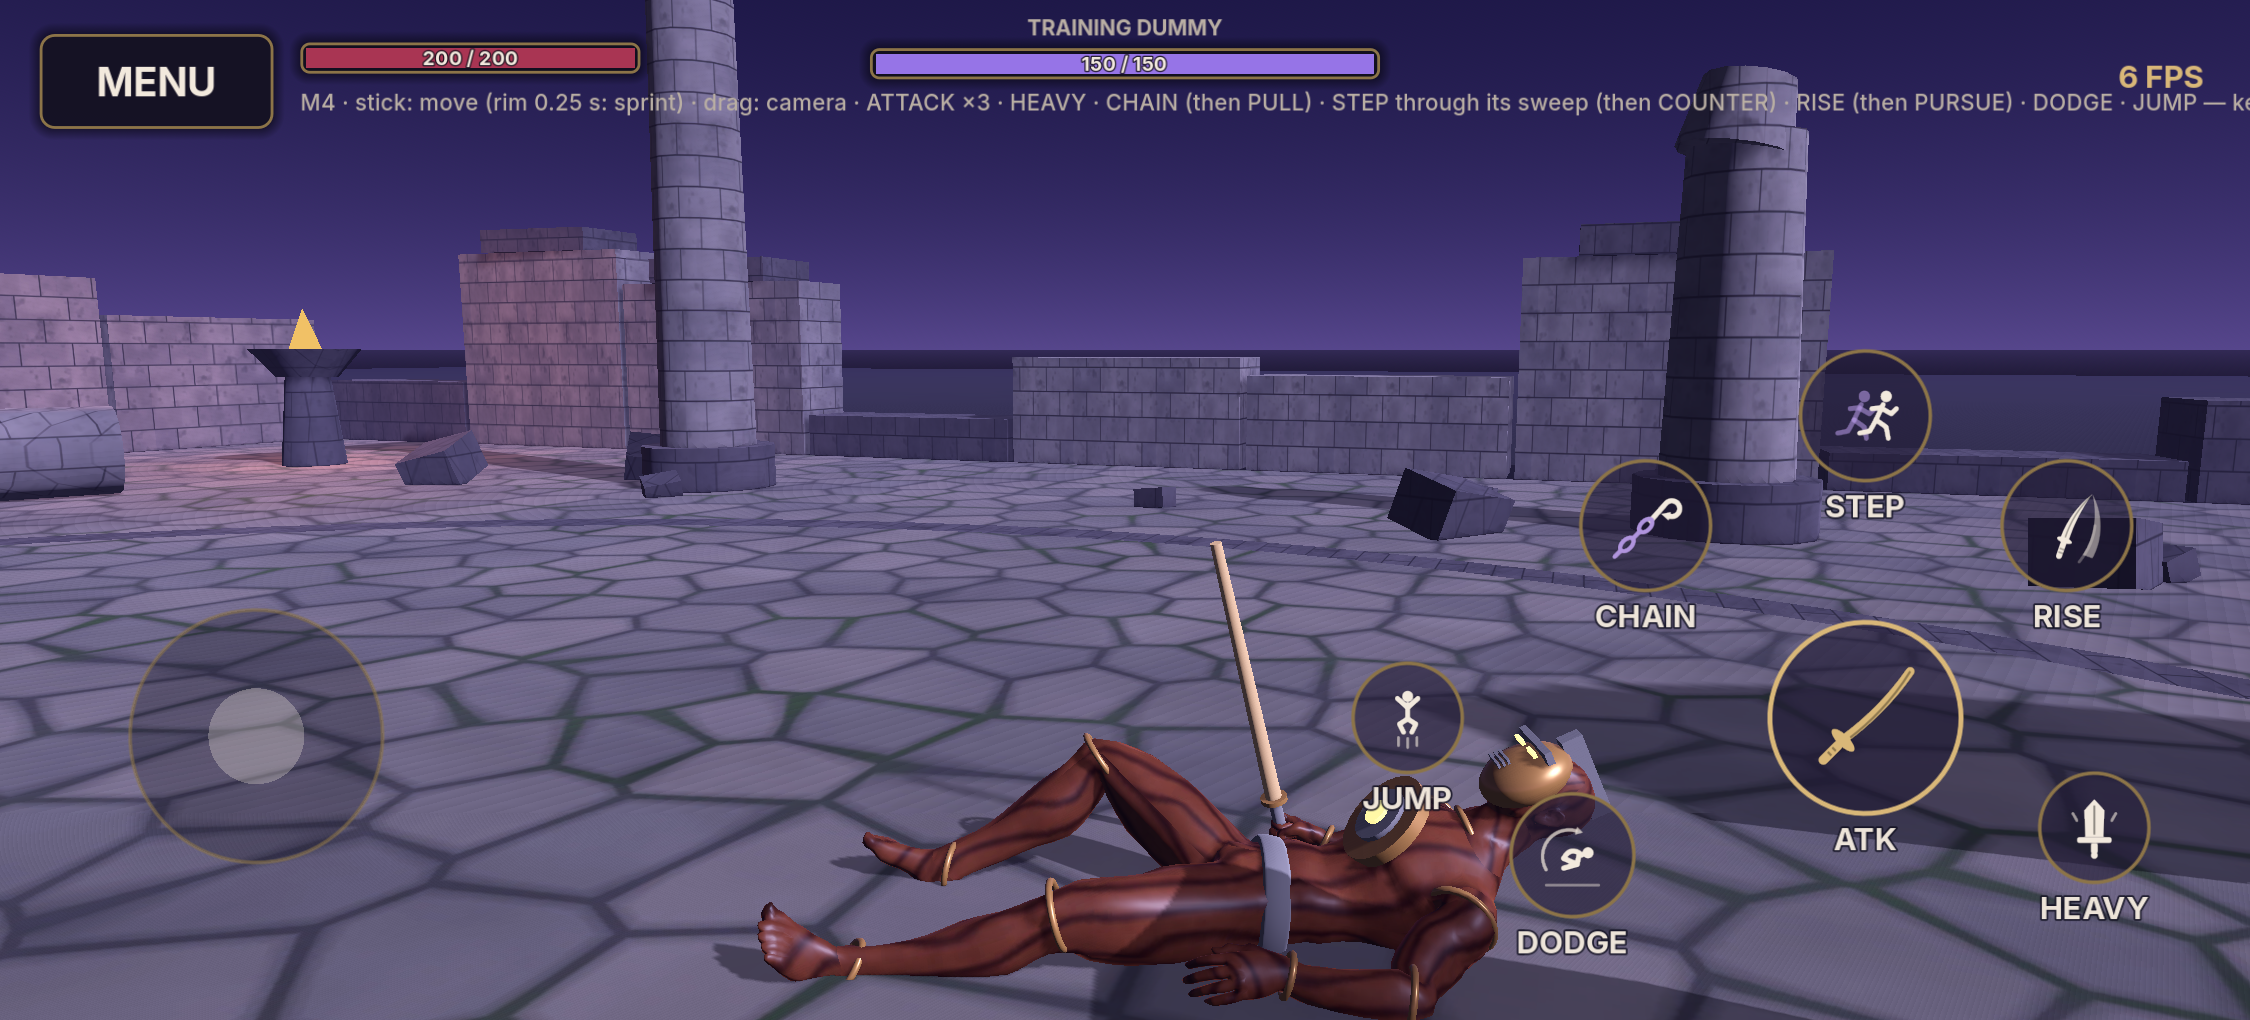 TRAINING DUMMY
MENU
200 / 200
150 / 150
6 FPS
M4 · stick: move (rim 0.25 s: sprint) · drag: camera · ATTACK ×3 · HEAVY · CHAIN (then PULL) · STEP through its sweep (then COUNTER) · RISE (then PURSUE) · DODGE · JUMP —
STEP
CHAIN
RISE
JUMP
ATK
HEAVY
DODGE